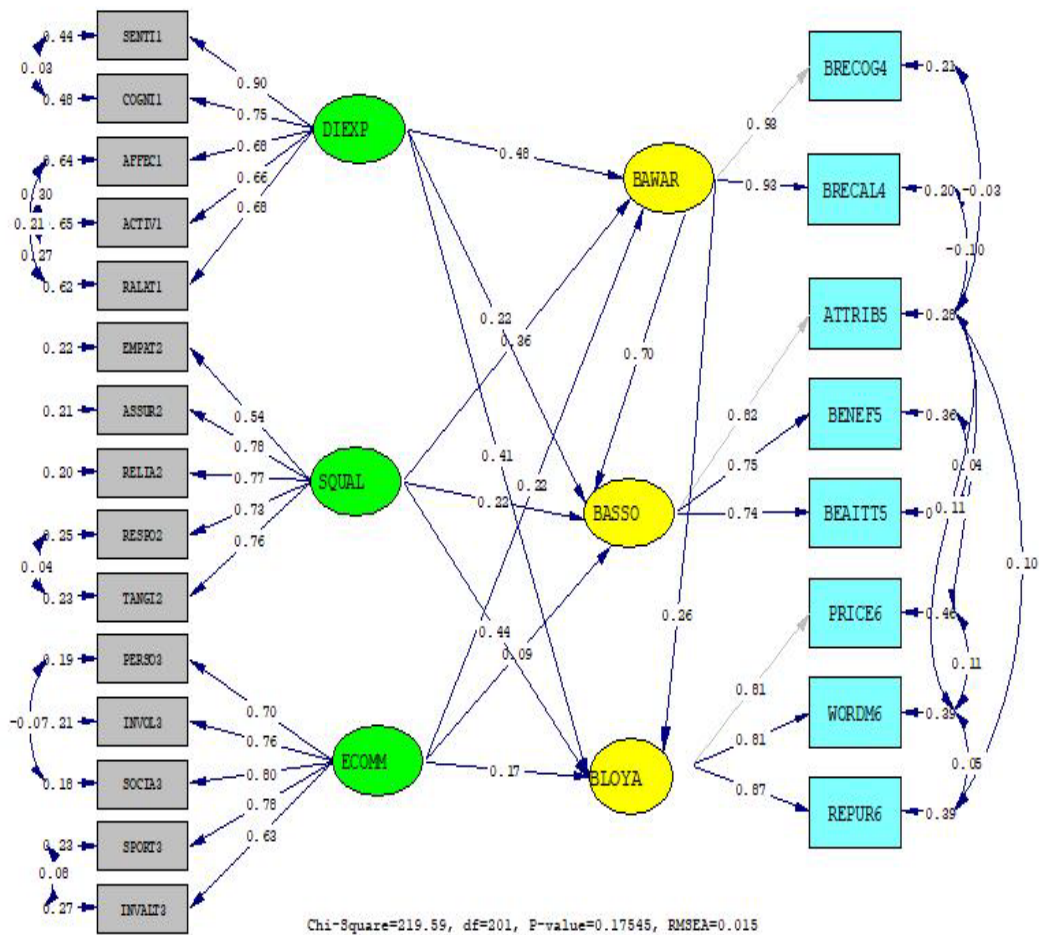 0.44 SENTI1
0.03
0.48 COGNI1
0.64 AFFEC1
0.30
0.21 0.65 ACTIV1
0.27
0.62 RALAT1
0.22 EMPAT2
0.21 ASSUR2
0.20 RELIA2
0.25 RESPO2
0.04
0.23 TANGI2
0.19 PERSO3
-0.07 0.21 INVOL3
0.18 SOCIA3
0.23 SPORT3
0.08
0.27 INVALT3
0.90
0.75
0.68
0.66
0.68
DIEXP
0.54
0.78
0.77
0.73
0.76
SQUAL
0.70
0.76
0.80
0.78
0.63
ECOMM
0.48
0.22
0.36
0.70
0.41
0.22
0.22
0.26
0.44
0.09
0.17
BAWAR
BASSO
BLOYA
0.98
0.93
0.82
0.75
0.74
0.81
0.81
0.87
BRECOG4 0.21
BRECAL4 0.20 -0.03
-0.10
ATTRIB5 0.28
BENEF5 0.36
0.04
BEAITT5 0.11
0.10
PRICE6 0.46
0.11
WORDM6 0.39
0.05
REPUR6 0.39
Chi-Square=219.59, df=201, P-value=0.17545, RMSEA=0.015